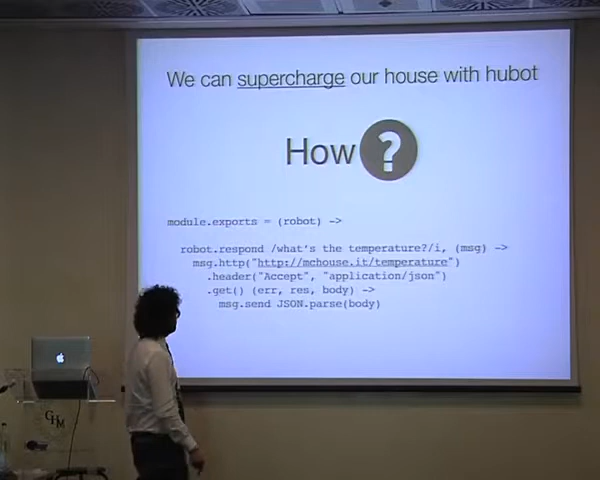 We can supercharge our house with hubot
How ?
module.exports = (robot) ->
robot.respond /what's the temperature?/i, (msg) ->
msg.http("http://mchouse.it/temperature")
.header("Accept", "application/json")
.get() (err, res, body) ->
msg.send JSON.parse(body)
GHM